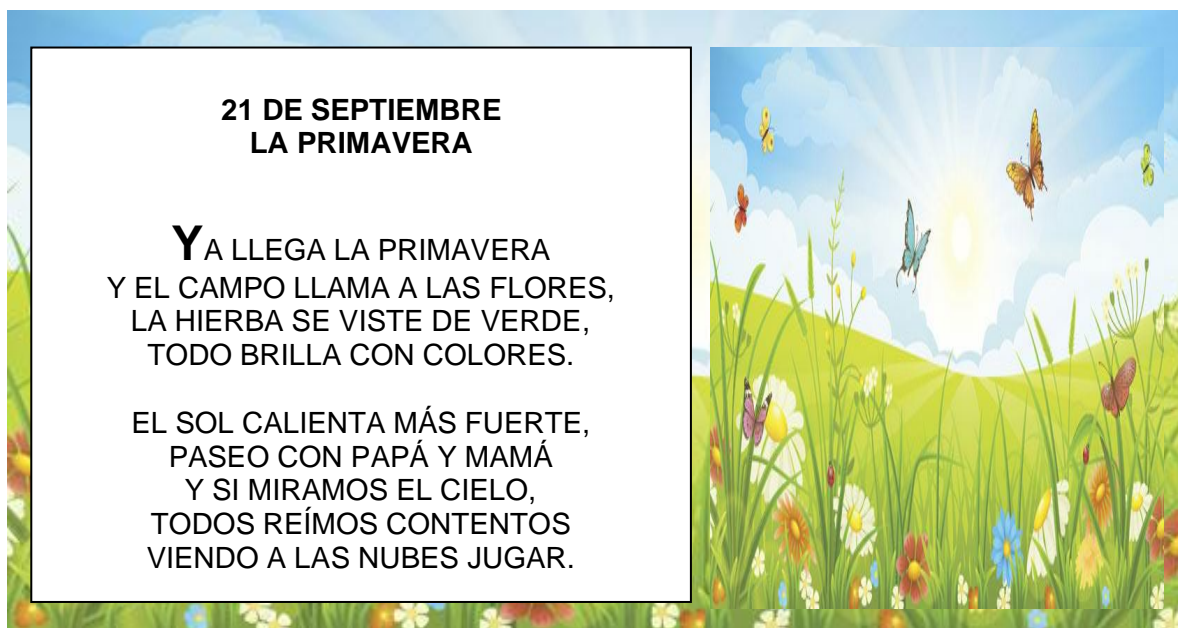 21 DE SEPTIEMBRE
LA PRIMAVERA
YA LLEGA LA PRIMAVERA
Y EL CAMPO LLAMA A LAS FLORES,
LA HIERBA SE VISTE DE VERDE,
TODO BRILLA CON COLORES.
EL SOL CALIENTA MÁS FUERTE,
PASEO CON PAPÁ Y MAMÁ
Y SI MIRAMOS EL CIELO,
TODOS REÍMOS CONTENTOS
VIENDO A LAS NUBES JUGAR.